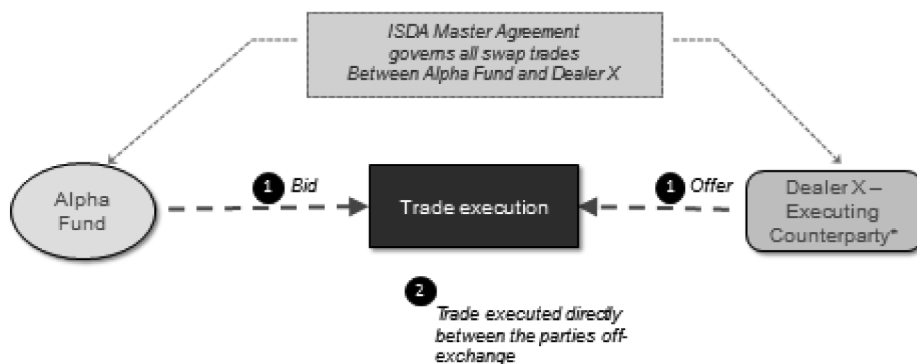 ISDA Master Agreement
governs all swap trades
Between Alpha Fund and Dealer X
Alpha
Fund
1 Bid
Trade execution
1 Offer
Dealer X –
Executing
Counterparty*
2
Trade executed directly
between the parties off-
exchange